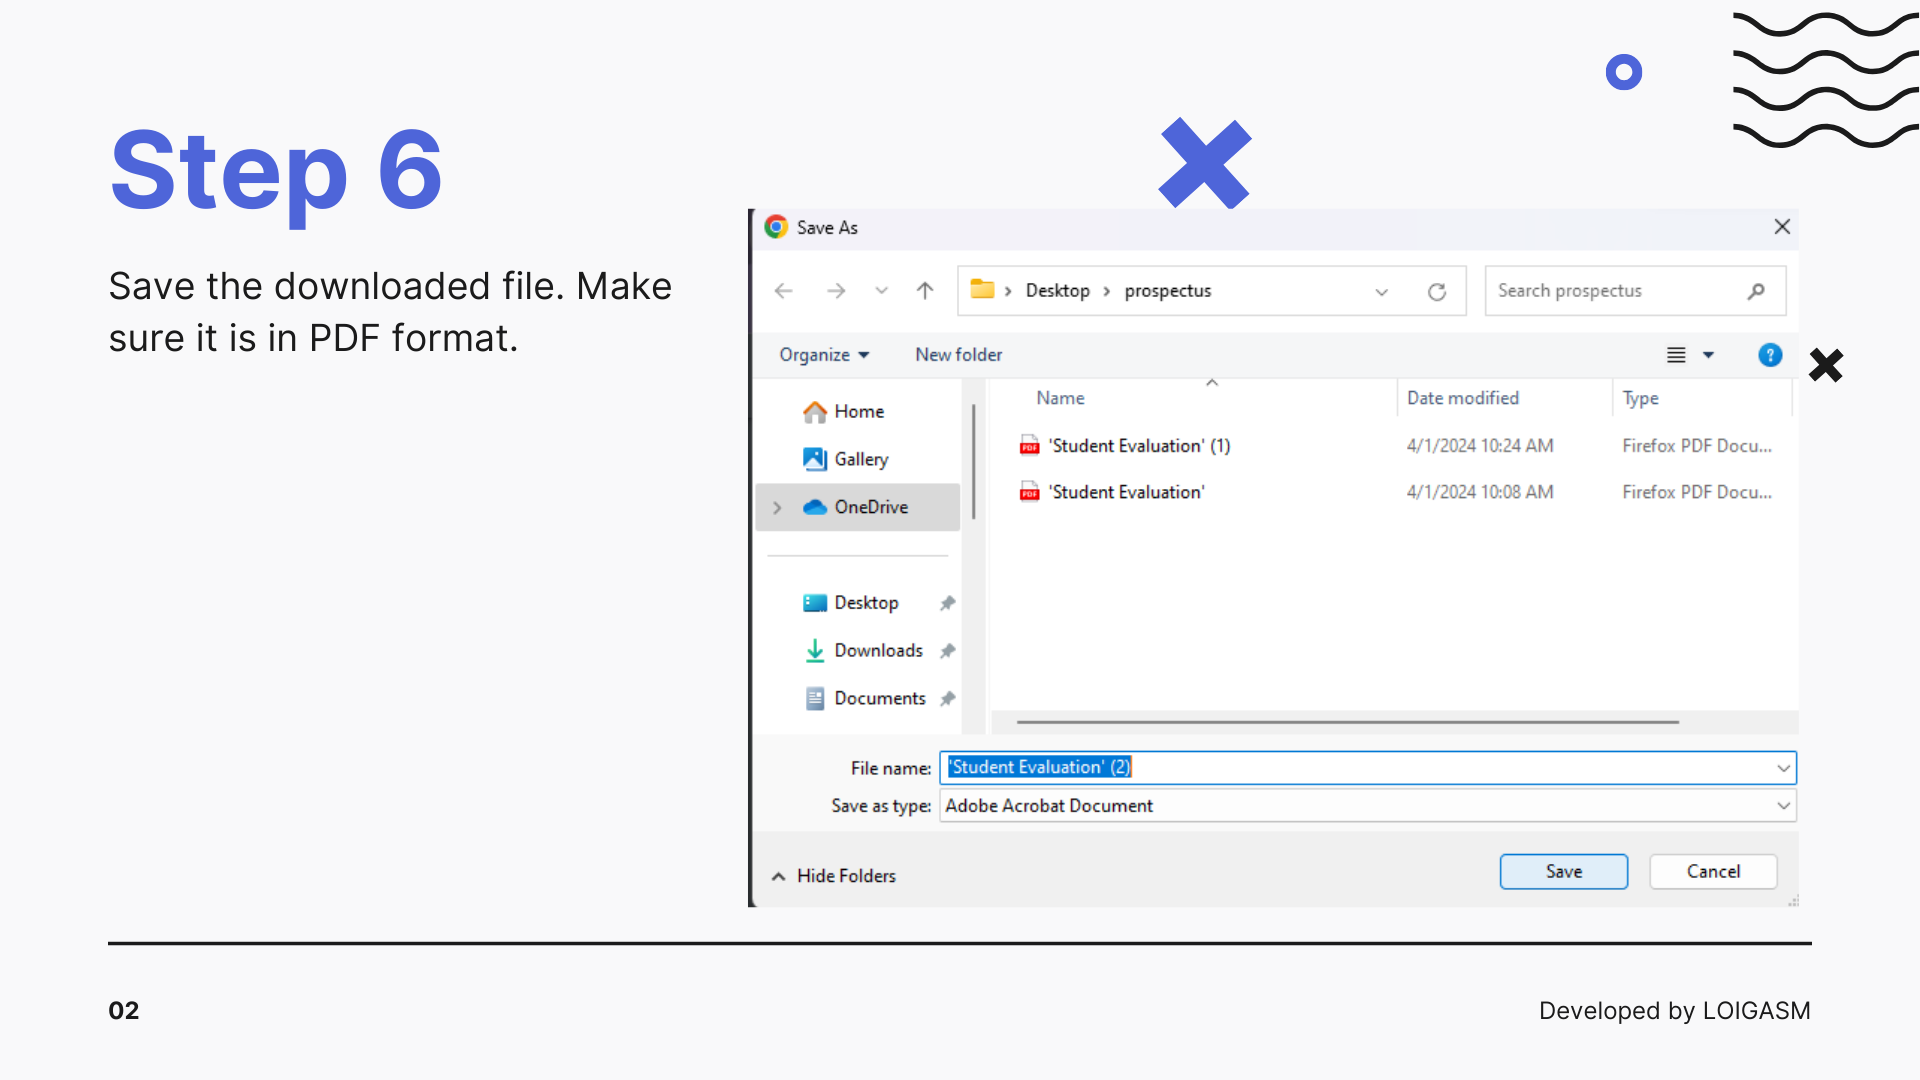 Step 6
Save the downloaded file. Make
sure it is in PDF format.
Save As
Desktop > prospectus
Search prospectus
Organize
New folder
?
Home
Gallery
OneDrive
Desktop
Downloads
Documents
Name
Date modified
Type
PDF 'Student Evaluation' (1) 4/1/2024 10:24 AM Firefox PDF Docu...
PDF 'Student Evaluation' 4/1/2024 10:08 AM Firefox PDF Docu...
File name: 'Student Evaluation' (2)
Save as type: Adobe Acrobat Document
Hide Folders
Save
Cancel
02
Developed by LOIGASM